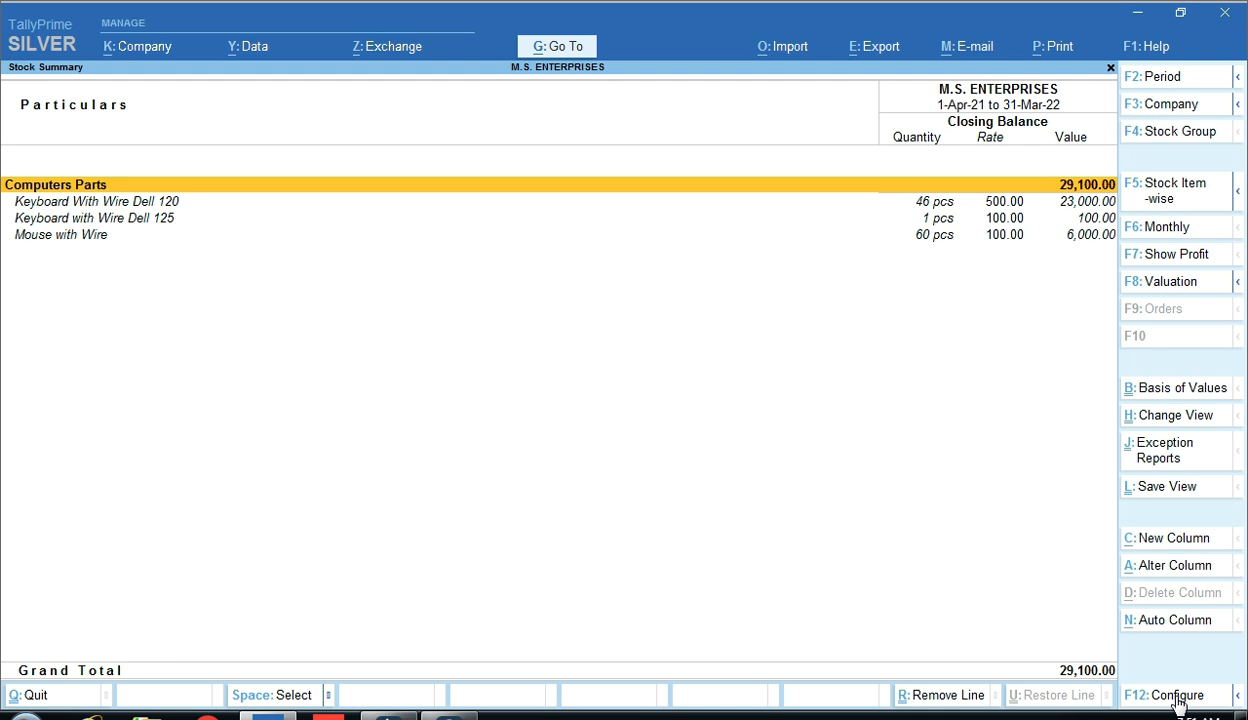 TallyPrime
MANAGE
SILVER
K: Company
Y: Data
Z: Exchange
G: Go To
O: Import
E: Export
M: E-mail
P: Print
F1: Help
Stock Summary
M.S. ENTERPRISES
Particulars
M.S. ENTERPRISES
1-Apr-21 to 31-Mar-22
Closing Balance
Quantity Rate Value
Computers Parts 29,100.00
Keyboard With Wire Dell 120 46 pcs 500.00 23,000.00
Keyboard with Wire Dell 125 1 pcs 100.00 100.00
Mouse with Wire 60 pcs 100.00 6,000.00
Grand Total 29,100.00
Q: Quit
Space: Select
R: Remove Line
U: Restore Line
F2: Period
F3: Company
F4: Stock Group
F5: Stock Item
-wise
F6: Monthly
F7: Show Profit
F8: Valuation
F9: Orders
F10
B: Basis of Values
H: Change View
J: Exception
Reports
L: Save View
C: New Column
A: Alter Column
D: Delete Column
N: Auto Column
F12: Configure